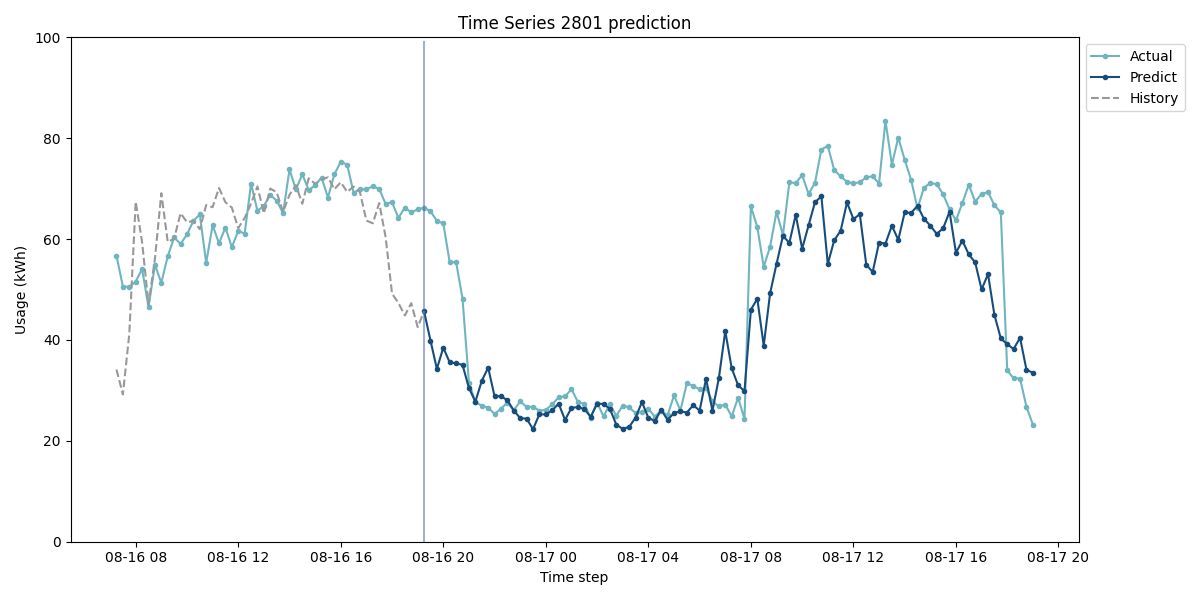 Time Series 2801 prediction
Usage (kWh)
100
80
60
40
20
0
08-16 08
08-16 12
08-16 16
08-16 20
08-17 00
08-17 04
08-17 08
08-17 12
08-17 16
08-17 20
Time step
Actual
Predict
History